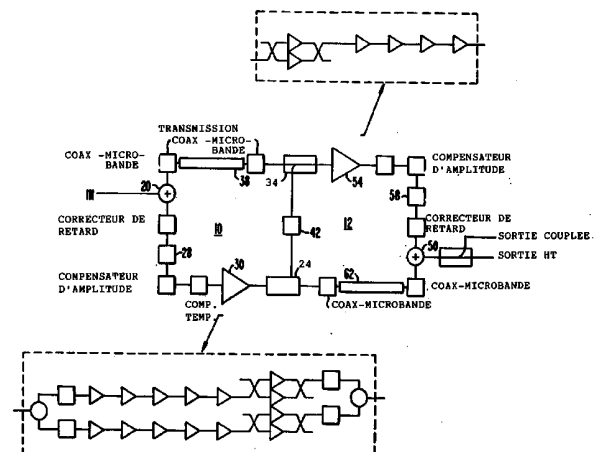 TRANSMISSION
COAX -MICRO-
BANDE
COAX -MICRO-
BANDE
COMPENSATEUR
D'AMPLITUDE
38
34
54
20
IN
58
CORRECTEUR DE
RETARD
10
42
12
CORRECTEUR DE
RETARD
28
50
SORTIE COUPLEE
SORTIE HT
30
24
62
COMPENSATEUR
D'AMPLITUDE
COAX-MICROBANDE
COMP.
TEMP.
COAX-MICROBANDE